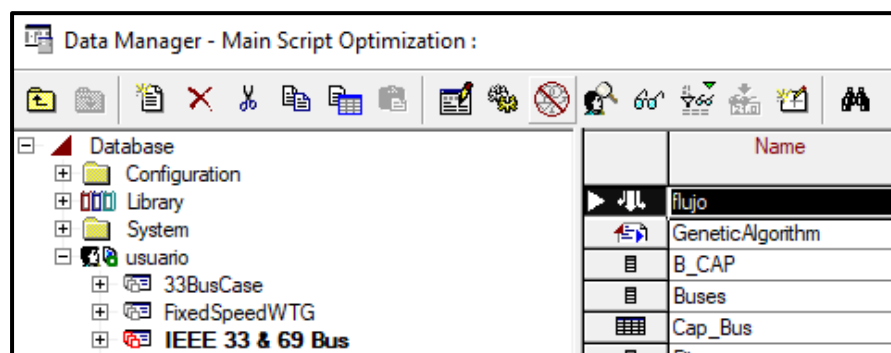 Data Manager - Main Script Optimization :
Database
Configuration
Library
System
usuario
33BusCase
FixedSpeedWTG
IEEE 33 & 69 Bus
Name
flujo
GeneticAlgorithm
B_CAP
Buses
Cap_Bus